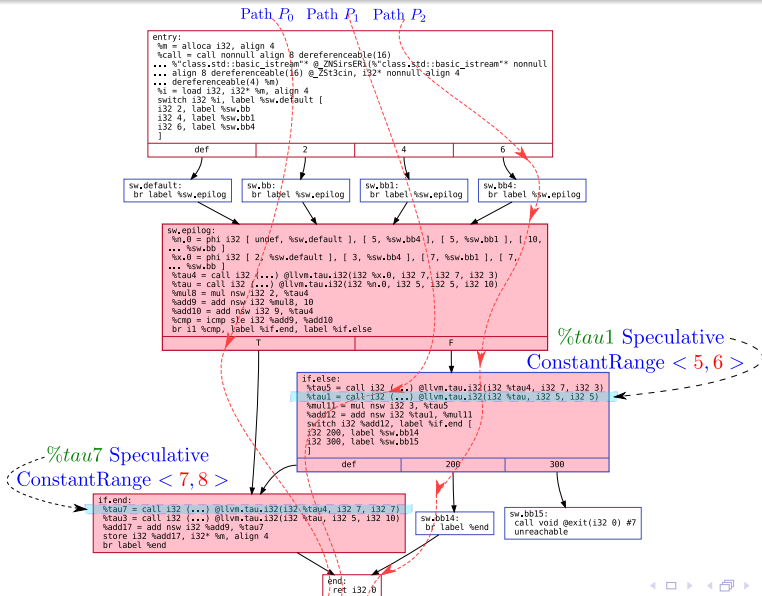 Path P0 Path P1 Path P2
entry:
%m = alloca i32, align 4
%call = call nonnull align 8 dereferenceable(16)
... %"class.std::basic_istream"* @_ZNSirsERi(%"class.std::basic_istream"* nonnull
... align 8 dereferenceable(16) @_ZSt3cin, i32* nonnull align 4
... dereferenceable(4) %m)
%i = load i32, i32* %m, align 4
switch i32 %i, label %sw.default [
i32 2, label %sw.bb
i32 4, label %sw.bb1
i32 6, label %sw.bb4
]
def 2 4 6
sw.default:
br label %sw.epilog
sw.bb:
br label %sw.epilog
sw.bb1:
br label %sw.epilog
sw.bb4:
br label %sw.epilog
sw.epilog:
%n.0 = phi i32 [ undef, %sw.default ], [ 5, %sw.bb4 ], [ 5, %sw.bb1 ], [ 10,
... %sw.bb ]
%x.0 = phi i32 [ 2, %sw.default ], [ 3, %sw.bb4 ], [ 7, %sw.bb1 ], [ 7,
... %sw.bb ]
%tau4 = call i32 (...) @llvm.tau.i32(i32 %x.0, i32 7, i32 7, i32 3)
%tau = call i32 (...) @llvm.tau.i32(i32 %n.0, i32 5, i32 5, i32 10)
%mul8 = mul nsw i32 2, %tau4
%add9 = add nsw i32 %mul8, 10
%add10 = add nsw i32 9, %tau4
%cmp = icmp sle i32 %add9, %add10
br i1 %cmp, label %if.end, label %if.else
T F
%tau1 Speculative
ConstantRange < 5, 6 >
if.else:
%tau5 = call i32 (...) @llvm.tau.i32(i32 %tau4, i32 7, i32 3)
%tau1 = call i32 (...) @llvm.tau.i32(i32 %tau, i32 5, i32 5)
%mul11 = mul nsw i32 3, %tau5
%add12 = add nsw i32 %tau1, %mul11
switch i32 %add12, label %if.end [
i32 200, label %sw.bb14
i32 300, label %sw.bb15
]
def 200 300
%tau7 Speculative
ConstantRange < 7, 8 >
if.end:
%tau7 = call i32 (...) @llvm.tau.i32(i32 %tau4, i32 7, i32 7)
%tau3 = call i32 (...) @llvm.tau.i32(i32 %tau, i32 5, i32 10)
%add17 = add nsw i32 %add9, %tau7
store i32 %add17, i32* %m, align 4
br label %end
sw.bb14:
br label %end
sw.bb15:
call void @exit(i32 0) #7
unreachable
end:
ret i32 0